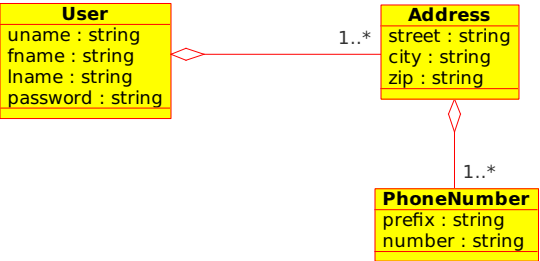 User
uname : string
fname : string
lname : string
password : string
1..*
Address
street : string
city : string
zip : string
1..*
PhoneNumber
prefix : string
number : string